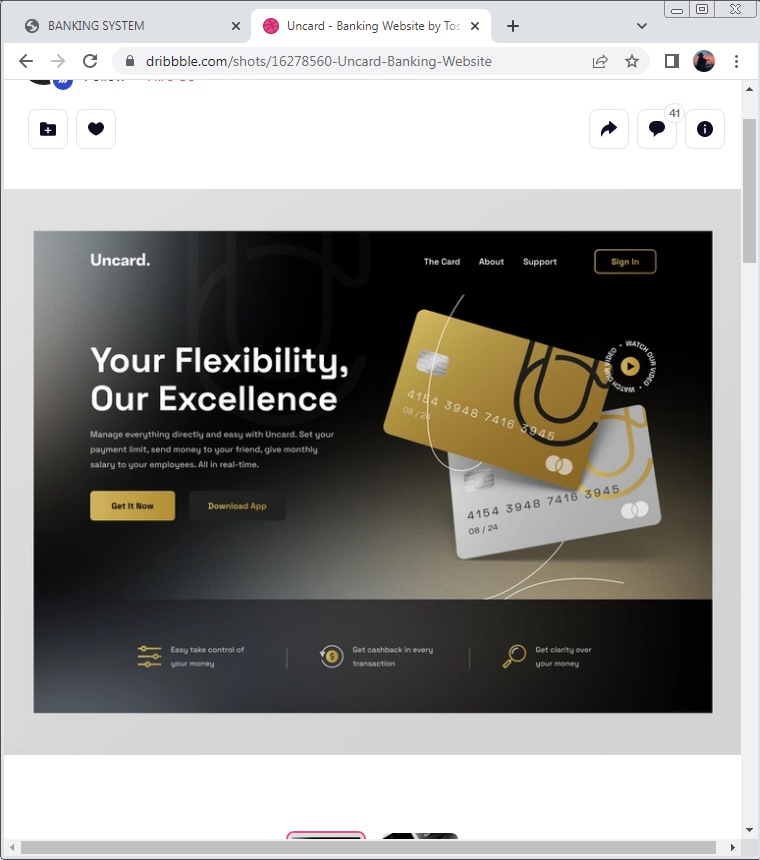 BANKING SYSTEM
Uncard - Banking Website by Tos
dribbble.com/shots/16278560-Uncard-Banking-Website
41
Uncard.
The Card
About
Support
Sign In
Your Flexibility,
Our Excellence
Manage everything directly and easy with Uncard. Set your
payment limit, send money to your friend, give monthly
salary to your employees. All in real-time.
Get It Now
Download App
WATCH OUR VIDEO • WATCH OUR VIDEO •
4154 3948 7416 3945
08 / 24
4154 3948 7416 3945
08 / 24
Easy take control of
your money
Get cashback in every
transaction
Get clarity over
your money